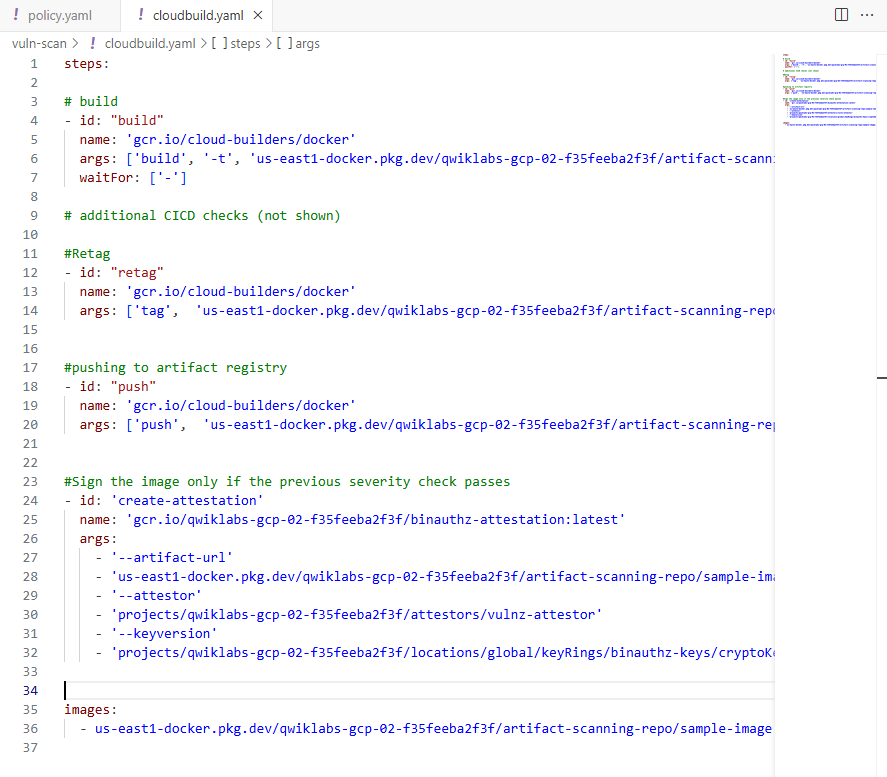 policy.yaml
cloudbuild.yaml
vuln-scan > cloudbuild.yaml > [ ] steps > [ ] args
1 steps:
2
3 # build
4 - id: "build"
5 name: 'gcr.io/cloud-builders/docker'
6 args: ['build', '-t', 'us-east1-docker.pkg.dev/qwiklabs-gcp-02-f35feeba2f3f/artifact-scanni
7 waitFor: ['-']
8
9 # additional CICD checks (not shown)
10
11 #Retag
12 - id: "retag"
13 name: 'gcr.io/cloud-builders/docker'
14 args: ['tag', 'us-east1-docker.pkg.dev/qwiklabs-gcp-02-f35feeba2f3f/artifact-scanning-repo
15
16
17 #pushing to artifact registry
18 - id: "push"
19 name: 'gcr.io/cloud-builders/docker'
20 args: ['push', 'us-east1-docker.pkg.dev/qwiklabs-gcp-02-f35feeba2f3f/artifact-scanning-rep
21
22
23 #Sign the image only if the previous severity check passes
24 - id: 'create-attestation'
25 name: 'gcr.io/qwiklabs-gcp-02-f35feeba2f3f/binauthz-attestation:latest'
26 args:
27 - '--artifact-url'
28 - 'us-east1-docker.pkg.dev/qwiklabs-gcp-02-f35feeba2f3f/artifact-scanning-repo/sample-ima
29 - '--attestor'
30 - 'projects/qwiklabs-gcp-02-f35feeba2f3f/attestors/vulnz-attestor'
31 - '--keyversion'
32 - 'projects/qwiklabs-gcp-02-f35feeba2f3f/locations/global/keyRings/binauthz-keys/cryptoKe
33
34
35 images:
36 - us-east1-docker.pkg.dev/qwiklabs-gcp-02-f35feeba2f3f/artifact-scanning-repo/sample-image
37